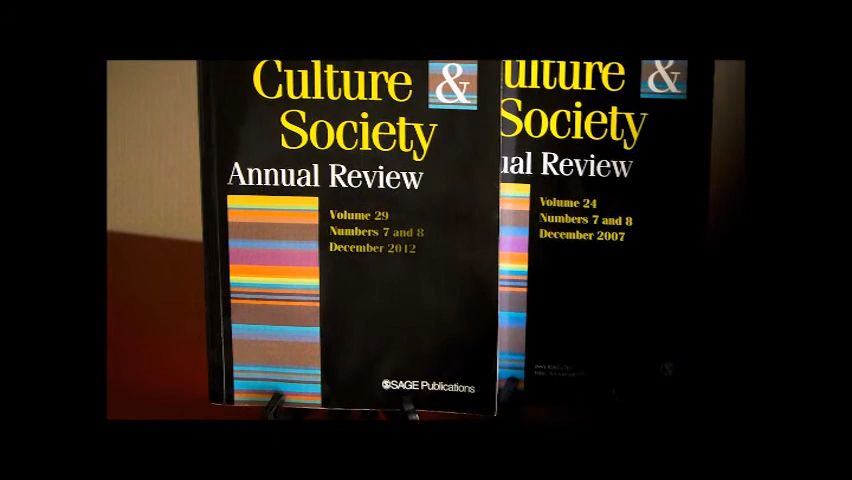 Culture &
Society
Annual Review
Volume 29
Numbers 7 and 8
December 2012
SAGE Publications
ulture &
Society
ual Review
Volume 24
Numbers 7 and 8
December 2007